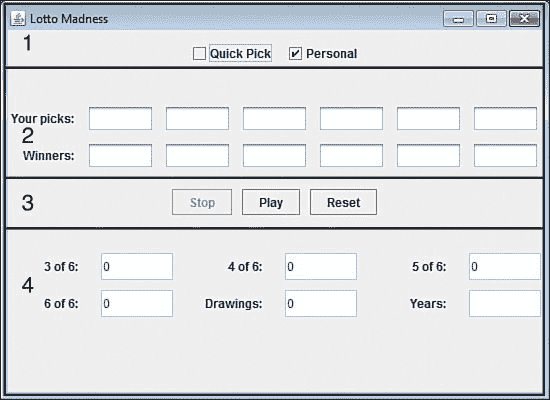 Lotto Madness
1
Quick Pick Personal
Your picks:
2
Winners:
3 Stop Play Reset
3 of 6: 0 4 of 6: 0 5 of 6: 0
4
6 of 6: 0 Drawings: 0 Years: